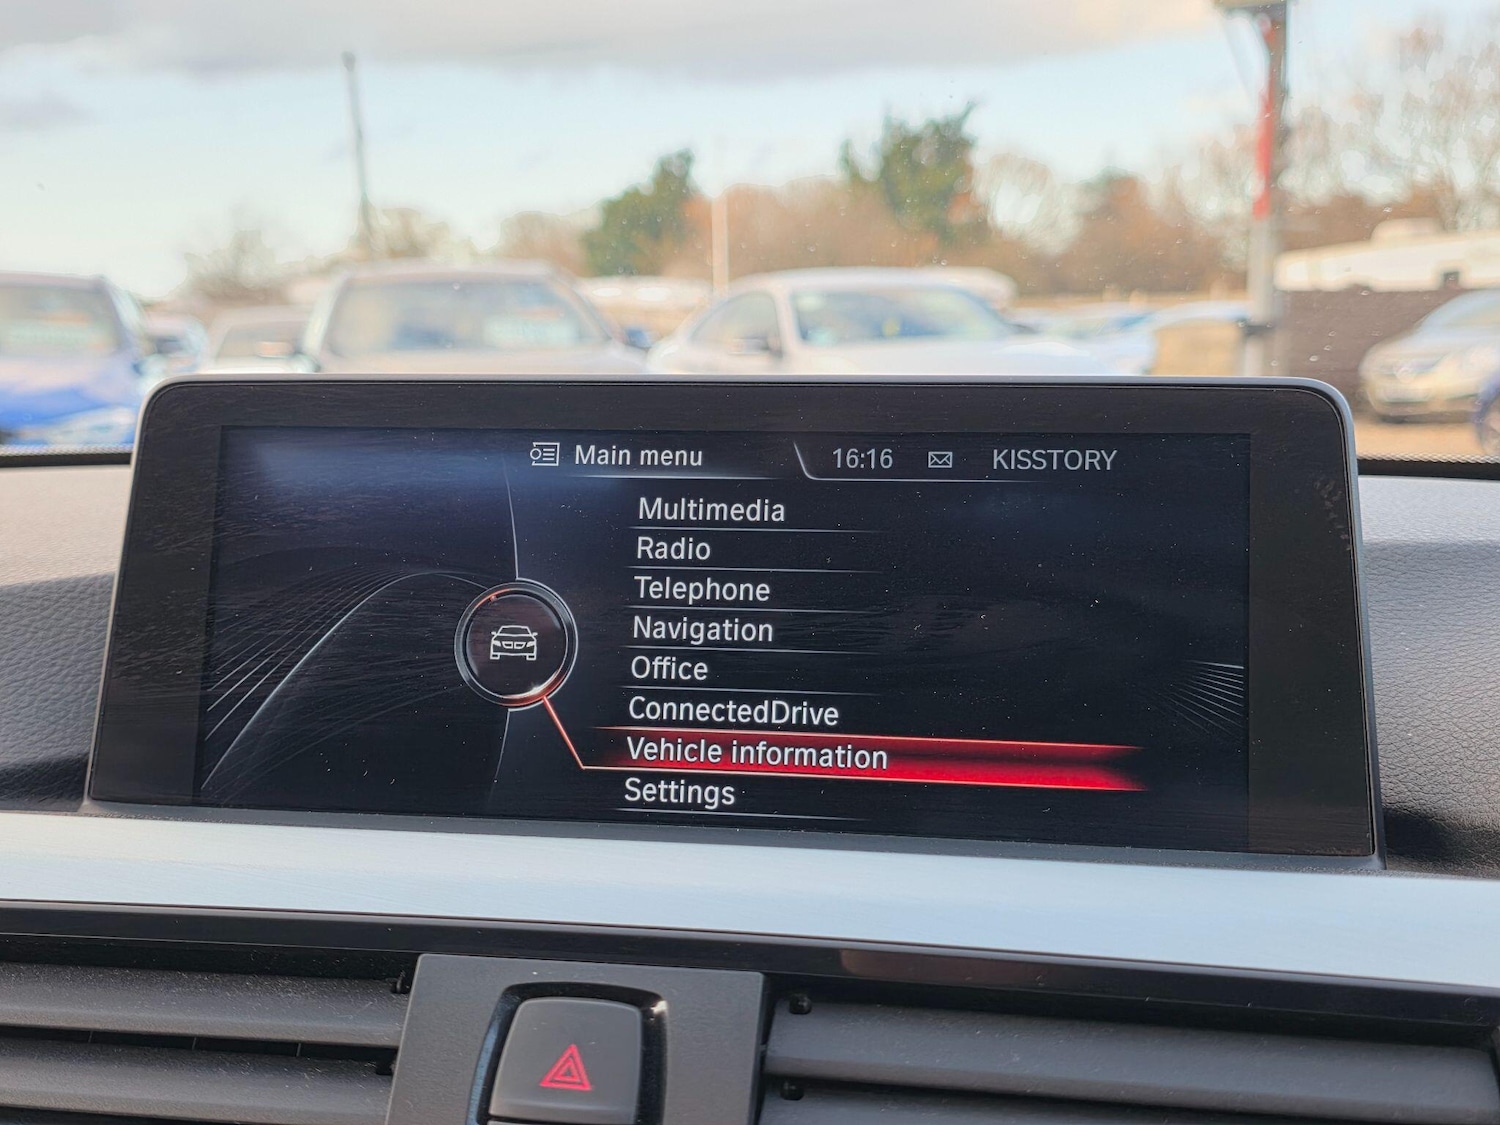 Main menu
16:16 KISSTORY
Multimedia
Radio
Telephone
Navigation
Office
ConnectedDrive
Vehicle information
Settings